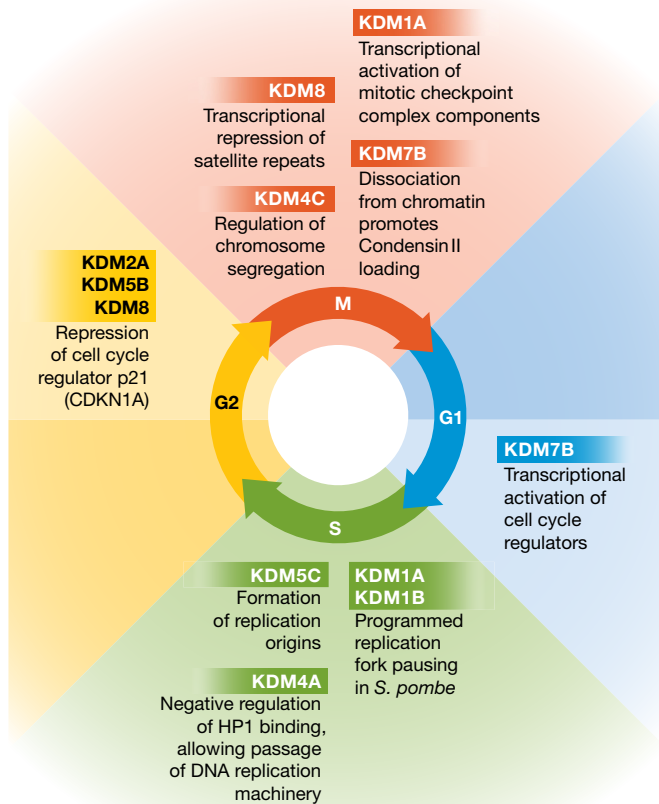 KDM1A
Transcriptional
activation of
mitotic checkpoint
complex components
KDM8
Transcriptional
repression of
satellite repeats
KDM7B
Dissociation
from chromatin
promotes
Condensin II
loading
KDM4C
Regulation of
chromosome
segregation
KDM2A
KDM5B
KDM8
Repression
of cell cycle
regulator p21
(CDKN1A)
M
G2
G1
S
KDM7B
Transcriptional
activation of
cell cycle
regulators
KDM5C
Formation
of replication
origins
KDM1A
KDM1B
Programmed
replication
fork pausing
in S. pombe
KDM4A
Negative regulation
of HP1 binding,
allowing passage
of DNA replication
machinery